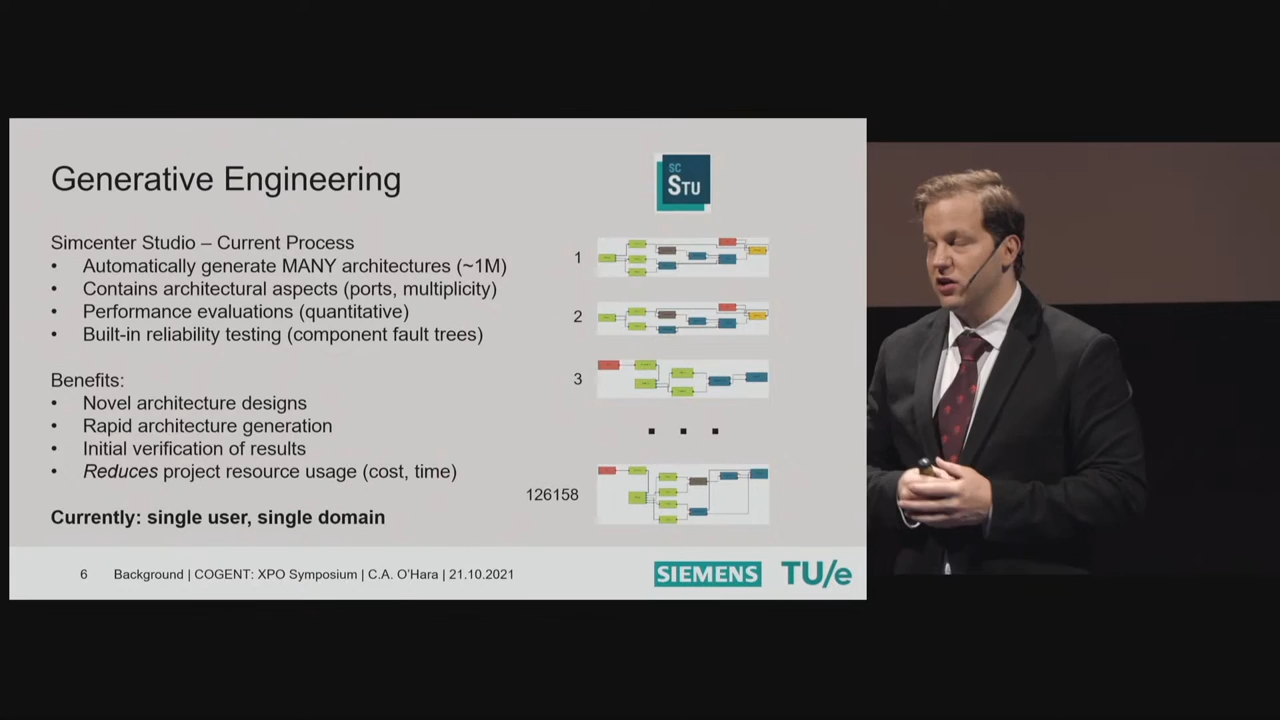 Generative Engineering
SC
STU
Simcenter Studio – Current Process
• Automatically generate MANY architectures (~1M)
• Contains architectural aspects (ports, multiplicity)
• Performance evaluations (quantitative)
• Built-in reliability testing (component fault trees)
Benefits:
• Novel architecture designs
• Rapid architecture generation
• Initial verification of results
• Reduces project resource usage (cost, time)
Currently: single user, single domain
1
2
3
. . .
126158
6 Background | COGENT: XPO Symposium | C.A. O’Hara | 21.10.2021
SIEMENS TU/e